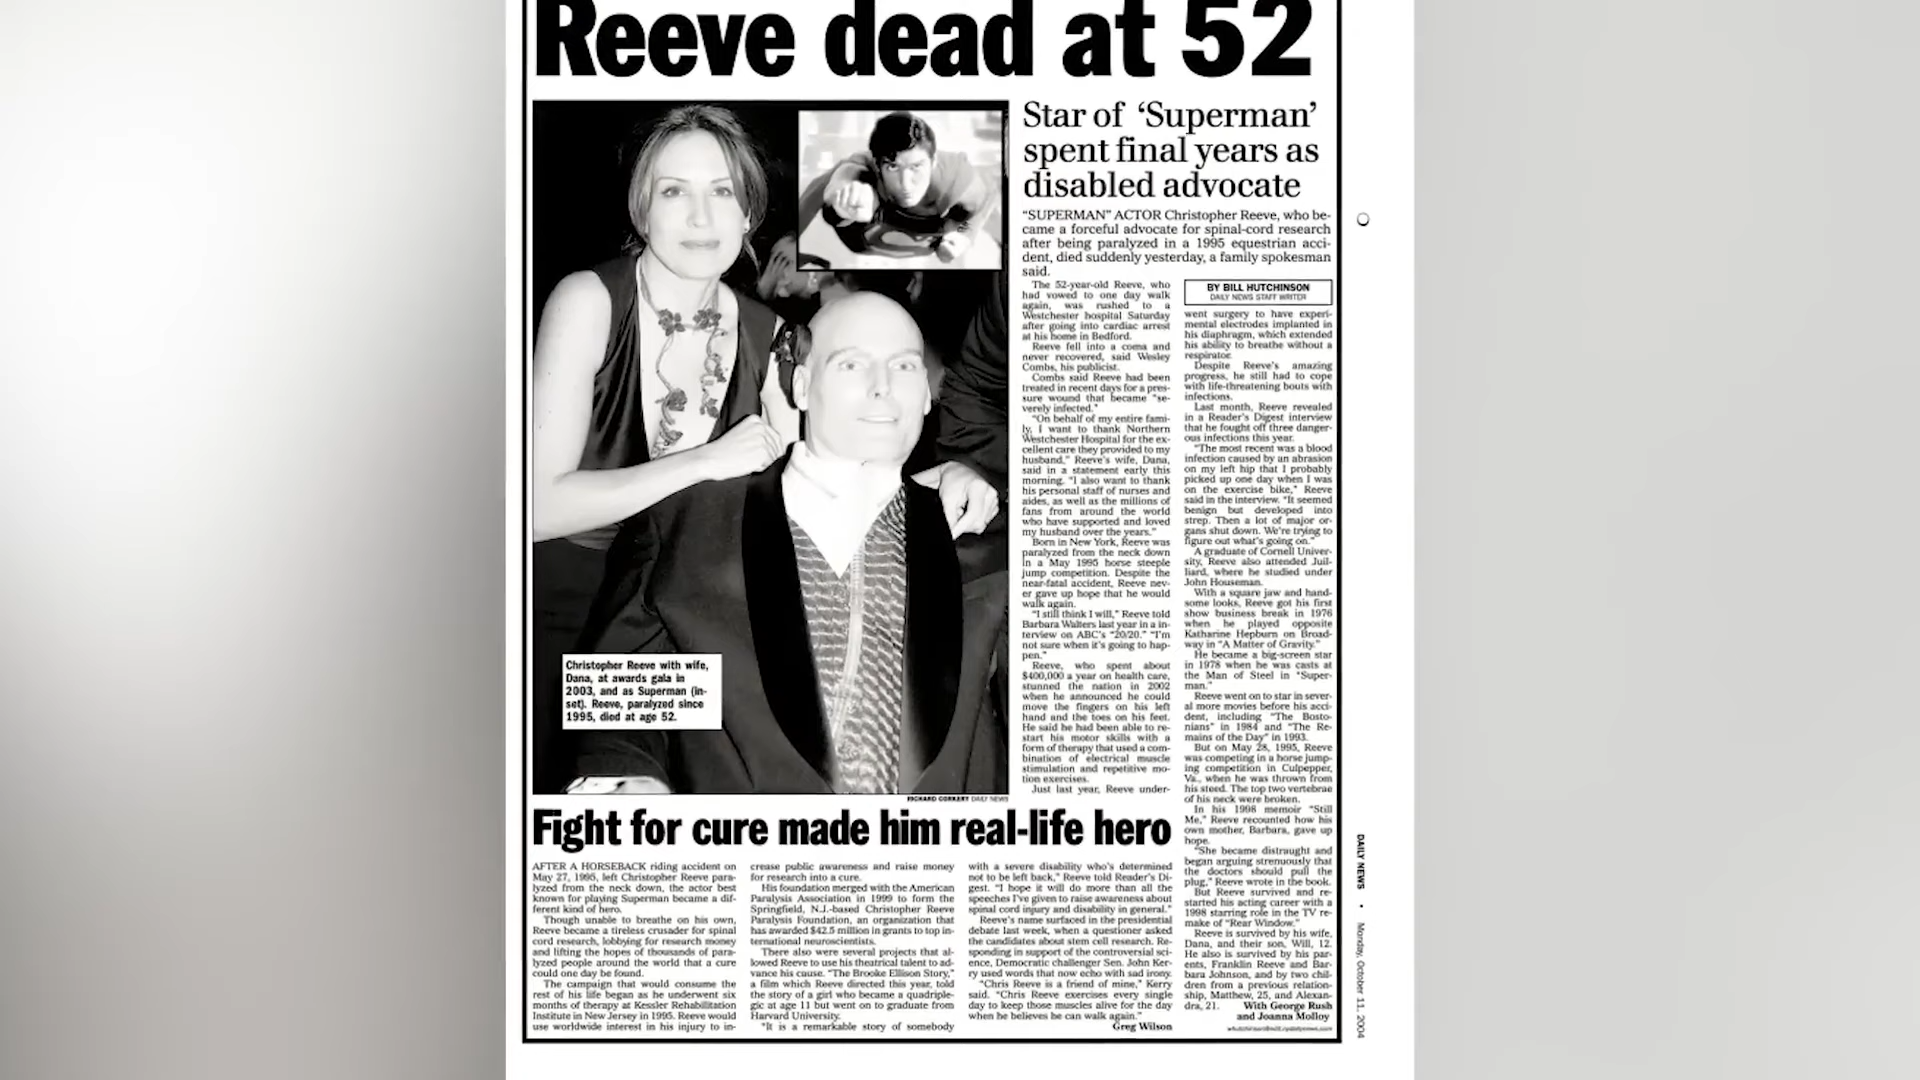 Reeve dead at 52
Star of ‘Superman’
spent final years as
disabled advocate
“SUPERMAN” ACTOR Christopher Reeve, who be-
came a forceful advocate for spinal-cord research
after being paralyzed in a 1995 equestrian acci-
dent, died suddenly yesterday, a family spokesman
said.
BY BILL HUTCHINSON
DAILY NEWS STAFF WRITER
The 52-year-old Reeve, who
had vowed to one day walk
again, was rushed to a
Westchester hospital Saturday
after going into cardiac arrest
at his home in Bedford.
Reeve fell into a coma and
never recovered, said Wesley
Combs, his publicist.
Combs said Reeve had been
treated in recent days for a pres-
sure wound that became “se-
verely infected.”
“On behalf of my entire fami-
ly, I want to thank Northern
Westchester Hospital for the ex-
cellent care they provided to my
husband,” Reeve's wife, Dana,
said in a statement early this
morning. “I also want to thank
his personal staff of nurses and
aides, as well as the millions of
fans from around the world
who have supported and loved
my husband over the years.”
Born in New York, Reeve was
paralyzed from the neck down
in a May 1995 horse steeple
jump competition. Despite the
near-fatal accident, Reeve nev-
er gave up hope that he would
walk again.
“I still think I will,” Reeve told
Barbara Walters last year in a in-
terview on ABC's “20/20.” “I'm
not sure when it's going to hap-
pen.”
Reeve, who spent about
$400,000 a year on health care,
stunned the nation in 2002
when he announced he could
move the fingers on his left
hand and the toes on his feet.
He said he had been able to re-
start his motor skills with a
form of therapy that used a com-
bination of electrical muscle
stimulation and repetitive mo-
tion exercises.
Just last year, Reeve under-
went surgery to have experi-
mental electrodes implanted in
his diaphragm, which extended
his ability to breathe without a
respirator.
Despite Reeve's amazing
progress, he still had to cope
with life-threatening bouts with
infections.
Last month, Reeve revealed
in a Reader's Digest interview
that he fought off three danger-
ous infections this year.
“The most recent was a blood
infection caused by an abrasion
on my left hip that I probably
picked up one day when I was
on the exercise bike,” Reeve
said in the interview. “It seemed
benign but developed into
strep. Then a lot of major or-
gans shut down. We're trying to
figure out what's going on.”
A graduate of Cornell Univer-
sity, Reeve also attended Juil-
liard, where he studied under
John Houseman.
With a square jaw and hand-
some looks, Reeve got his first
show business break in 1976
when he played opposite
Katharine Hepburn on Broad-
way in “A Matter of Gravity.”
He became a big-screen star
in 1978 when he was casts at
the Man of Steel in “Super-
man.”
Reeve went on to star in sever-
al more movies before his acci-
dent, including “The Bosto-
nians” in 1984 and “The Re-
mains of the Day” in 1993.
But on May 28, 1995, Reeve
was competing in a horse jump-
ing competition in Culpepper,
Va., when he was thrown from
his steed. The top two vertebrae
of his neck were broken.
In his 1998 memoir “Still
Me,” Reeve recounted how his
own mother, Barbara, gave up
hope.
“She became distraught and
began arguing strenuously that
the doctors should pull the
plug,” Reeve wrote in the book.
But Reeve survived and re-
started his acting career with a
1998 starring role in the TV re-
make of “Rear Window.”
Reeve is survived by his wife,
Dana, and their son, Will, 12.
He also is survived by his par-
ents, Franklin Reeve and Bar-
bara Johnson, and by two chil-
dren from a previous relation-
ship, Matthew, 25, and Alexan-
dra, 21. With George Rush
and Joanna Molloy
Christopher Reeve with wife,
Dana, at awards gala in
2003, and as Superman (in-
set). Reeve, paralyzed since
1995, died at age 52.
RICHARD CORKERY DAILY NEWS
Fight for cure made him real-life hero
AFTER A HORSEBACK riding accident on
May 27, 1995, left Christopher Reeve para-
lyzed from the neck down, the actor best
known for playing Superman became a dif-
ferent kind of hero.
Though unable to breathe on his own,
Reeve became a tireless crusader for spinal
cord research, lobbying for research money
and lifting the hopes of thousands of para-
lyzed people around the world that a cure
could one day be found.
The campaign that would consume the
rest of his life began as he underwent six
months of therapy at Kessler Rehabilitation
Institute in New Jersey in 1995. Reeve would
use worldwide interest in his injury to in-
crease public awareness and raise money
for research into a cure.
His foundation merged with the American
Paralysis Association in 1999 to form the
Springfield, N.J.-based Christopher Reeve
Paralysis Foundation, an organization that
has awarded $42.5 million in grants to top in-
ternational neuroscientists.
There also were several projects that al-
lowed Reeve to use his theatrical talent to ad-
vance his cause. “The Brooke Ellison Story,”
a film which Reeve directed this year, told
the story of a girl who became a quadriple-
gic at age 11 but went on to graduate from
Harvard University.
“It is a remarkable story of somebody
with a severe disability who's determined
not to be left back,” Reeve told Reader's Di-
gest. “I hope it will do more than all the
speeches I've given to raise awareness about
spinal cord injury and disability in general.”
Reeve's name surfaced in the presidential
debate last week, when a questioner asked
the candidates about stem cell research. Re-
sponding in support of the controversial sci-
ence, Democratic challenger Sen. John Ker-
ry used words that now echo with sad irony.
“Chris Reeve is a friend of mine,” Kerry
said. “Chris Reeve exercises every single
day to keep those muscles alive for the day
when he believes he can walk again.”
Greg Wilson
DAILY NEWS • Monday, October 11, 2004